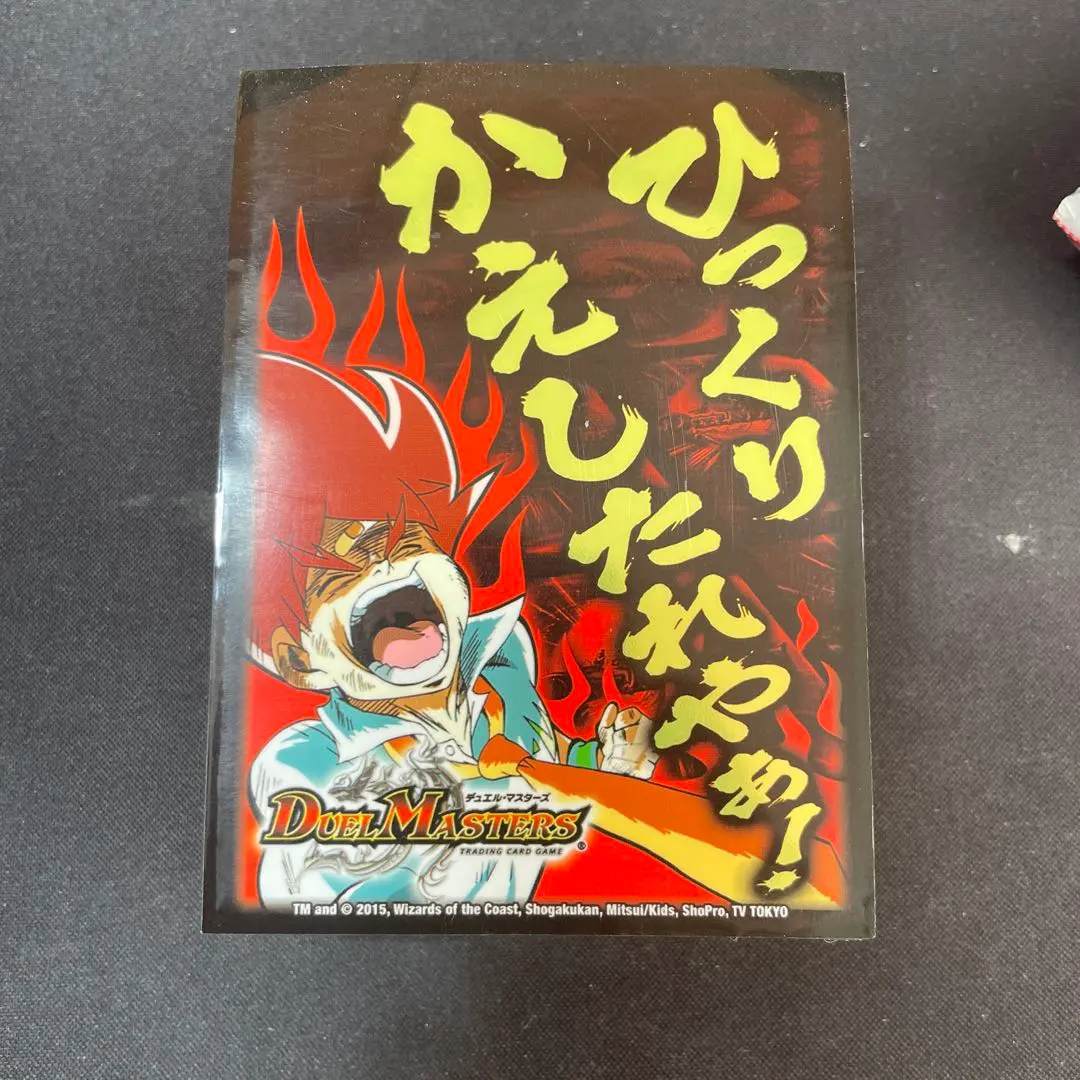 ひっくり
かえしたれやぁー!
デュエル・マスターズ
DUEL MASTERS
TRADING CARD GAME
TM and © 2015, Wizards of the Coast, Shogakukan, Mitsui/Kids, ShoPro, TV TOKYO